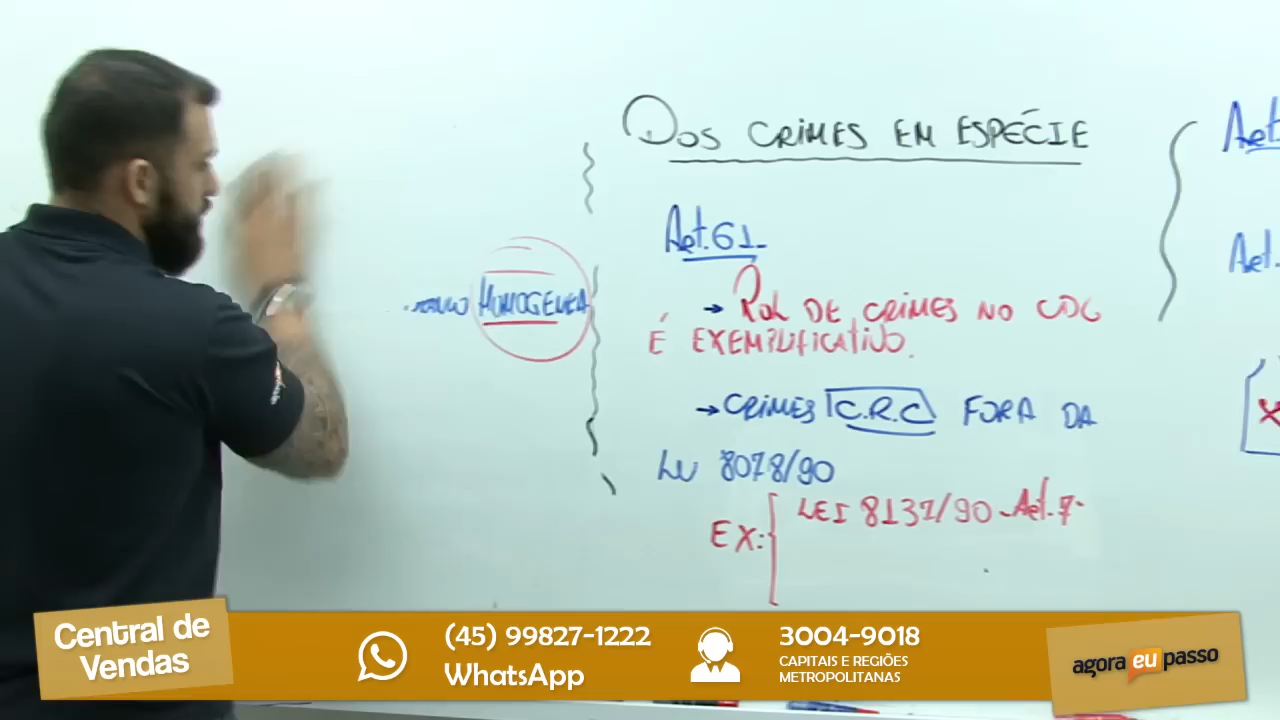 HOMOGENEA
DOS CRIMES EM ESPÉCIE
Art. 61
→ ROL DE CRIMES NO CDC
É EXEMPLIFICATIVO.
→ CRIMES C.R.C FORA DA
8078/90
EX: { LEI 8137/90 - Art. 7
Art.
Art.
X
Central de
Vendas
(45) 99827-1222
WhatsApp
3004-9018
CAPITAIS E REGIÕES
METROPOLITANAS
agora eu passo